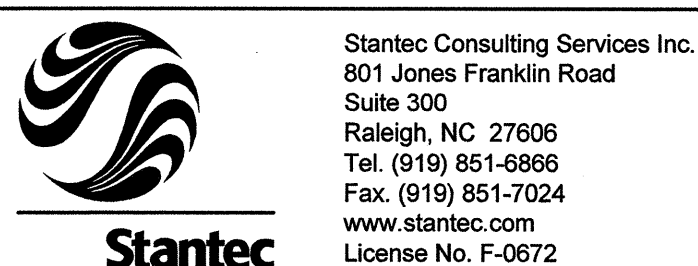 Stantec
Stantec Consulting Services Inc.
801 Jones Franklin Road
Suite 300
Raleigh, NC 27606
Tel. (919) 851-6866
Fax. (919) 851-7024
www.stantec.com
License No. F-0672